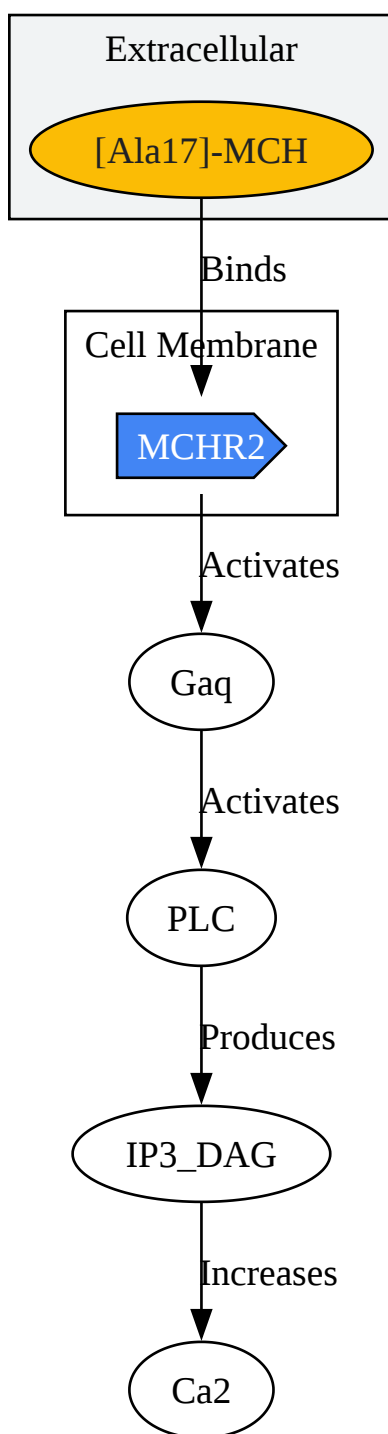 Extracellular
[Ala17]-MCH
Binds
Cell Membrane
MCHR2
Activates
Gaq
Activates
PLC
Produces
IP3_DAG
Increases
Ca2